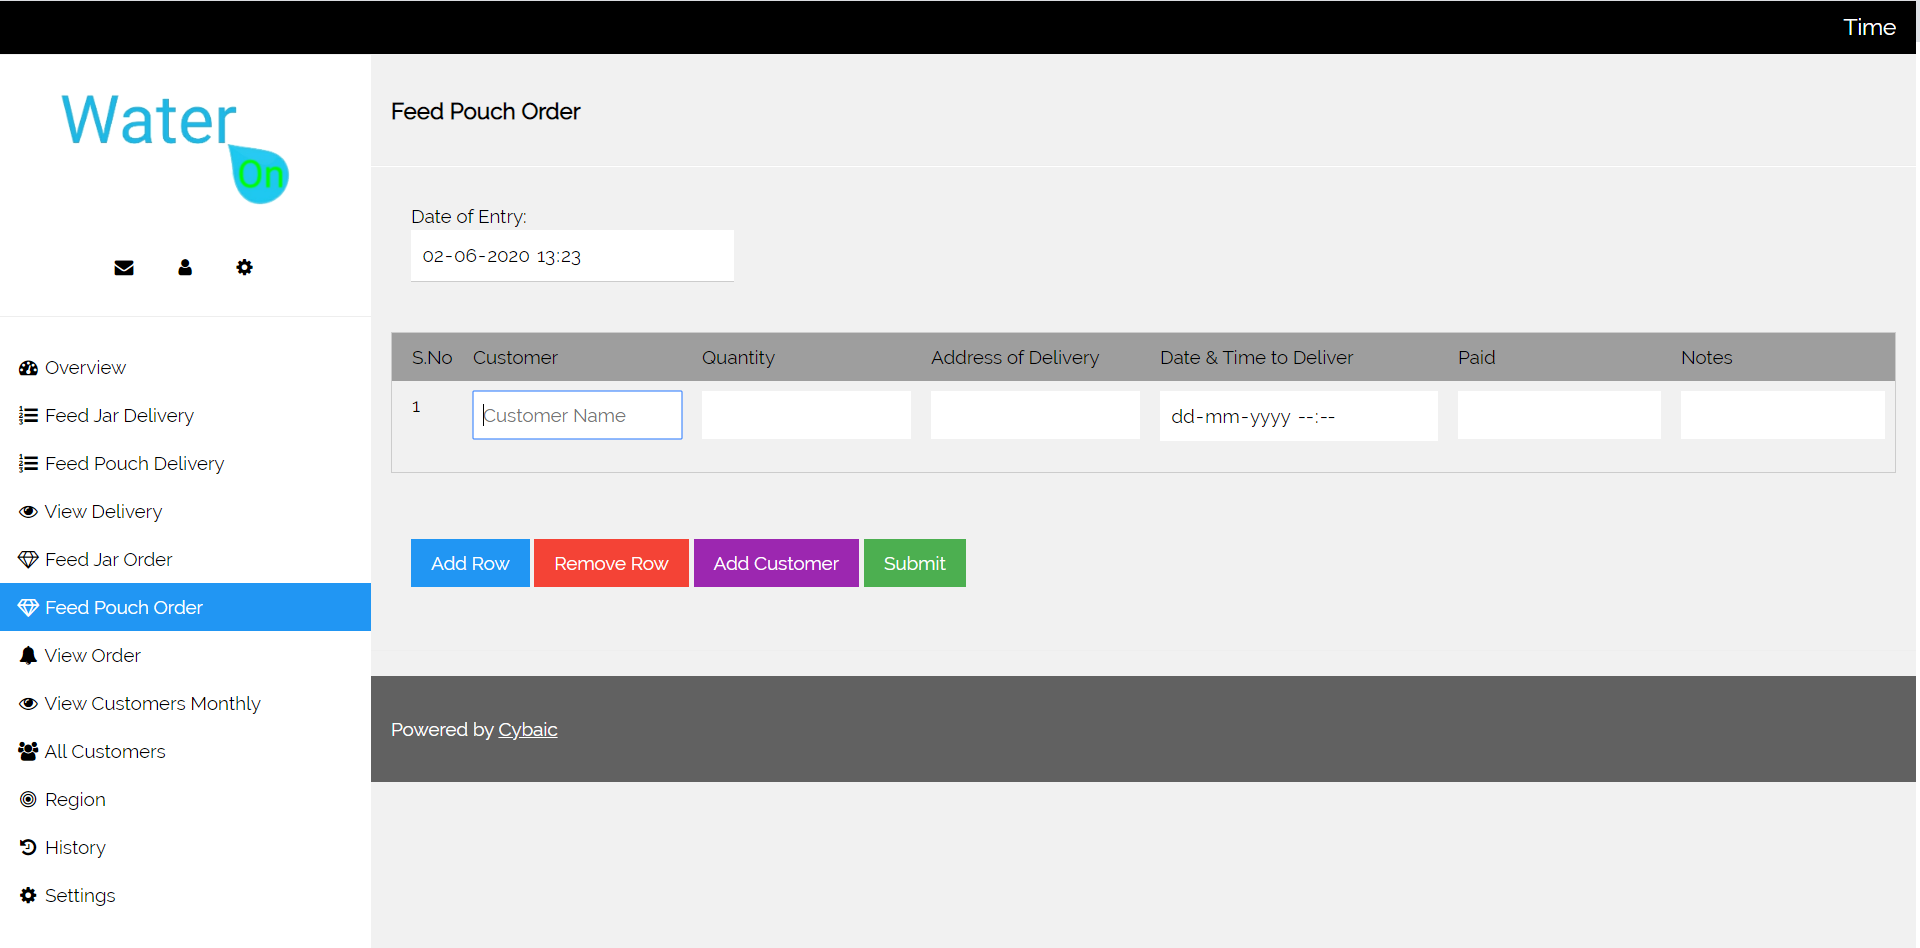 Time
Water
On
Overview
Feed Jar Delivery
Feed Pouch Delivery
View Delivery
Feed Jar Order
Feed Pouch Order
View Order
View Customers Monthly
All Customers
Region
History
Settings
Feed Pouch Order
Date of Entry:
02-06-2020 13:23
S.No Customer Quantity Address of Delivery Date & Time to Deliver Paid Notes
1 Customer Name dd-mm-yyyy --:--
Add Row Remove Row Add Customer Submit
Powered by Cybaic